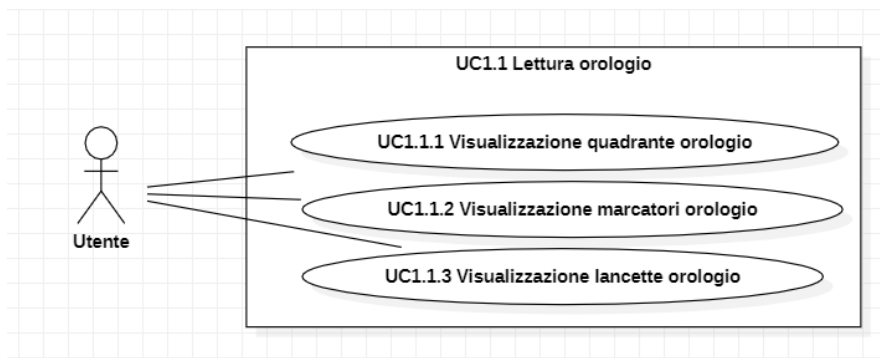 UC1.1 Lettura orologio
UC1.1.1 Visualizzazione quadrante orologio
UC1.1.2 Visualizzazione marcatori orologio
Utente
UC1.1.3 Visualizzazione lancette orologio